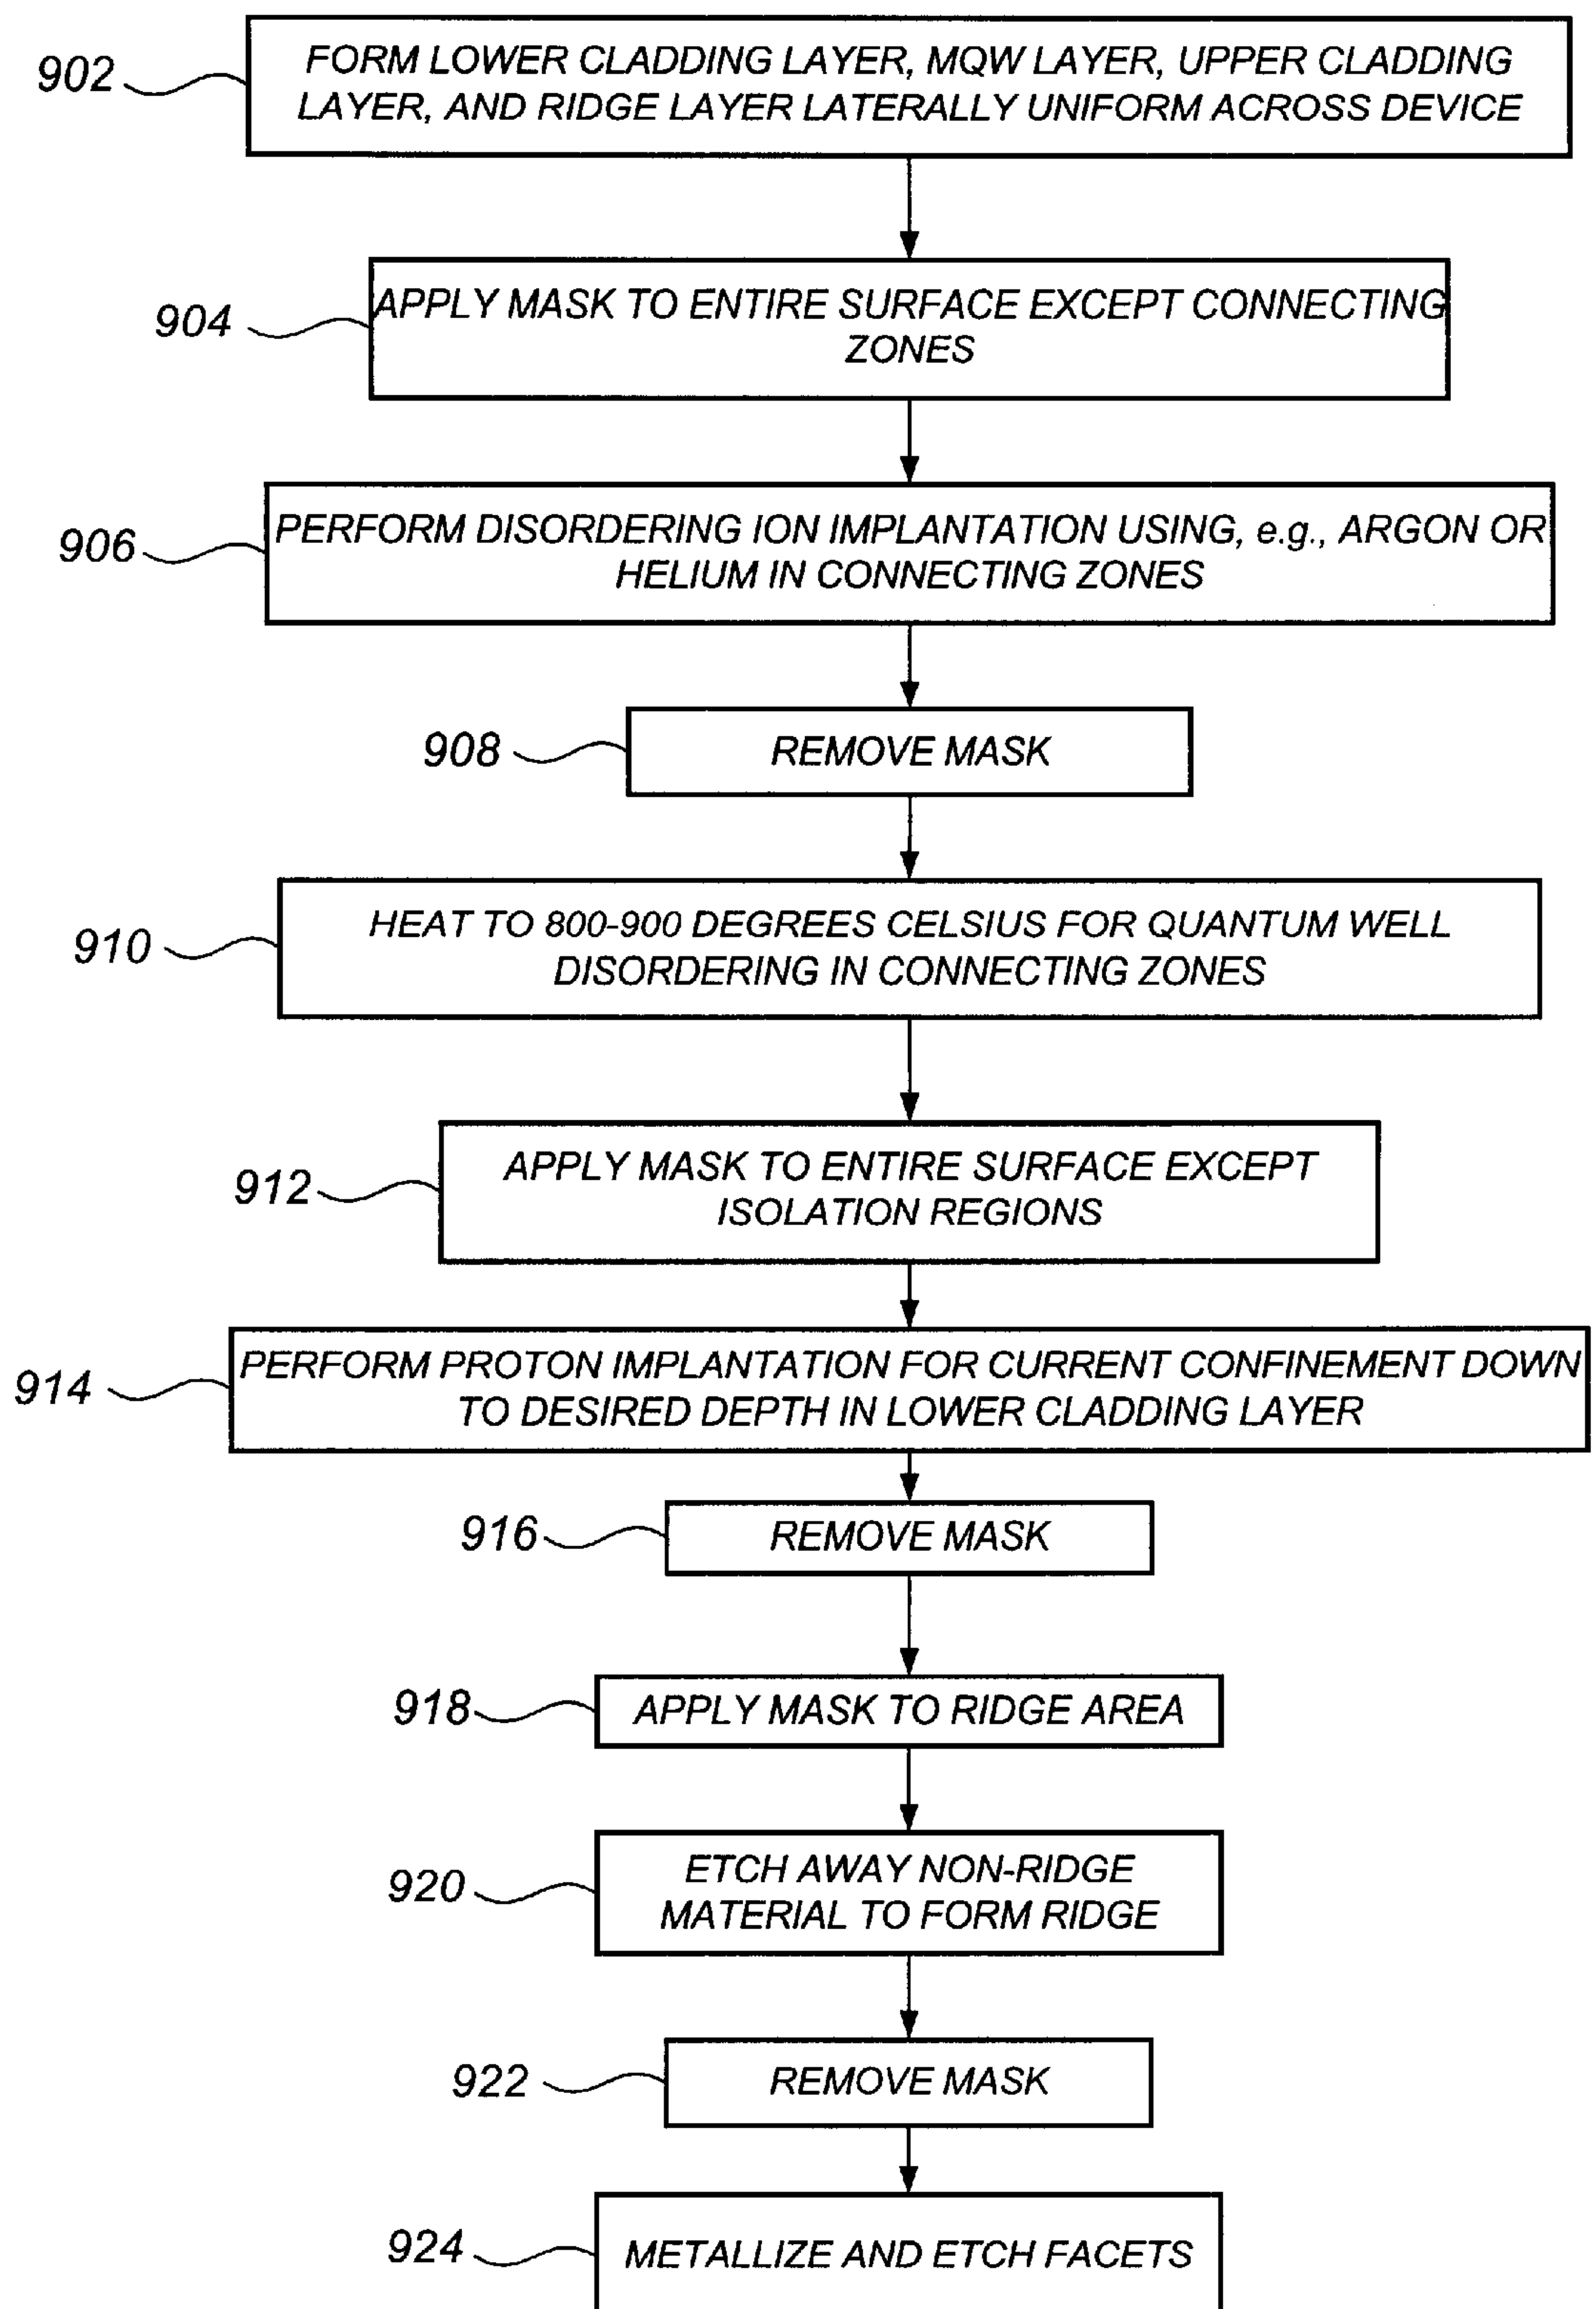 902
FORM LOWER CLADDING LAYER, MQW LAYER, UPPER CLADDING
LAYER, AND RIDGE LAYER LATERALLY UNIFORM ACROSS DEVICE
904
APPLY MASK TO ENTIRE SURFACE EXCEPT CONNECTING
ZONES
906
PERFORM DISORDERING ION IMPLANTATION USING, e.g., ARGON OR
HELIUM IN CONNECTING ZONES
908
REMOVE MASK
910
HEAT TO 800-900 DEGREES CELSIUS FOR QUANTUM WELL
DISORDERING IN CONNECTING ZONES
912
APPLY MASK TO ENTIRE SURFACE EXCEPT
ISOLATION REGIONS
914
PERFORM PROTON IMPLANTATION FOR CURRENT CONFINEMENT DOWN
TO DESIRED DEPTH IN LOWER CLADDING LAYER
916
REMOVE MASK
918
APPLY MASK TO RIDGE AREA
920
ETCH AWAY NON-RIDGE
MATERIAL TO FORM RIDGE
922
REMOVE MASK
924
METALLIZE AND ETCH FACETS